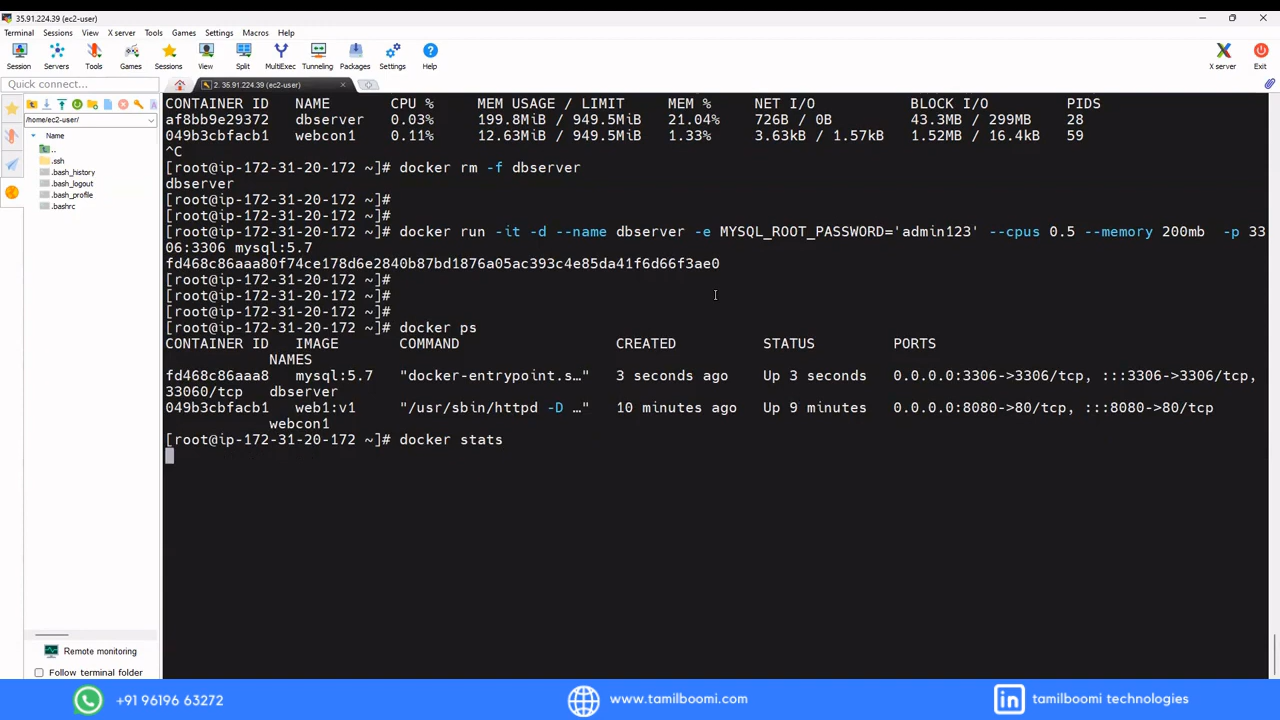 35.91.224.39 (ec2-user)
Terminal Sessions View X server Tools Games Settings Macros Help
Session Servers Tools Games Sessions View Split MultiExec Tunneling Packages Settings Help X server Exit
Quick connect...
2. 35.91.224.39 (ec2-user)
/home/ec2-user/
Name
..
.ssh
.bash_history
.bash_logout
.bash_profile
.bashrc
CONTAINER ID NAME CPU % MEM USAGE / LIMIT MEM % NET I/O BLOCK I/O PIDS
af8bb9e29372 dbserver 0.03% 199.8MiB / 949.5MiB 21.04% 726B / 0B 43.3MB / 299MB 28
049b3cbfacb1 webcon1 0.11% 12.63MiB / 949.5MiB 1.33% 3.63kB / 1.57kB 1.52MB / 16.4kB 59
^C
[root@ip-172-31-20-172 ~]# docker rm -f dbserver
dbserver
[root@ip-172-31-20-172 ~]#
[root@ip-172-31-20-172 ~]#
[root@ip-172-31-20-172 ~]# docker run -it -d --name dbserver -e MYSQL_ROOT_PASSWORD='admin123' --cpus 0.5 --memory 200mb -p 33
06:3306 mysql:5.7
fd468c86aaa80f74ce178d6e2840b87bd1876a05ac393c4e85da41f6d66f3ae0
[root@ip-172-31-20-172 ~]#
[root@ip-172-31-20-172 ~]#
[root@ip-172-31-20-172 ~]#
[root@ip-172-31-20-172 ~]# docker ps
CONTAINER ID IMAGE COMMAND CREATED STATUS PORTS
NAMES
fd468c86aaa8 mysql:5.7 "docker-entrypoint.s…" 3 seconds ago Up 3 seconds 0.0.0.0:3306->3306/tcp, :::3306->3306/tcp,
33060/tcp dbserver
049b3cbfacb1 web1:v1 "/usr/sbin/httpd -D …" 10 minutes ago Up 9 minutes 0.0.0.0:8080->80/tcp, :::8080->80/tcp
webcon1
[root@ip-172-31-20-172 ~]# docker stats
Remote monitoring
Follow terminal folder
+91 96196 63272
www.tamilboomi.com
in tamilboomi technologies